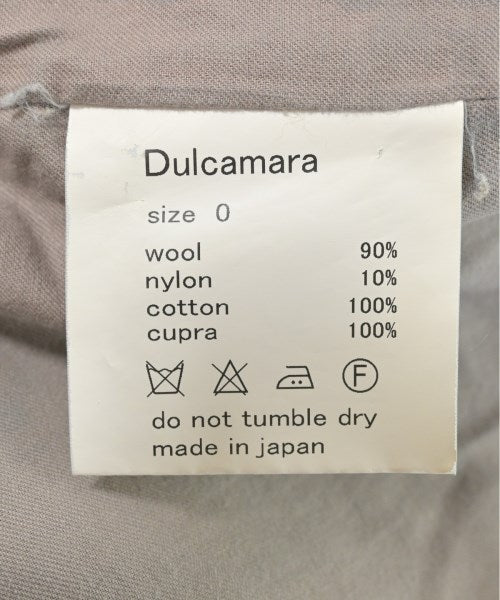 Dulcamara
size 0
wool 90%
nylon 10%
cotton 100%
cupra 100%
F
do not tumble dry
made in japan